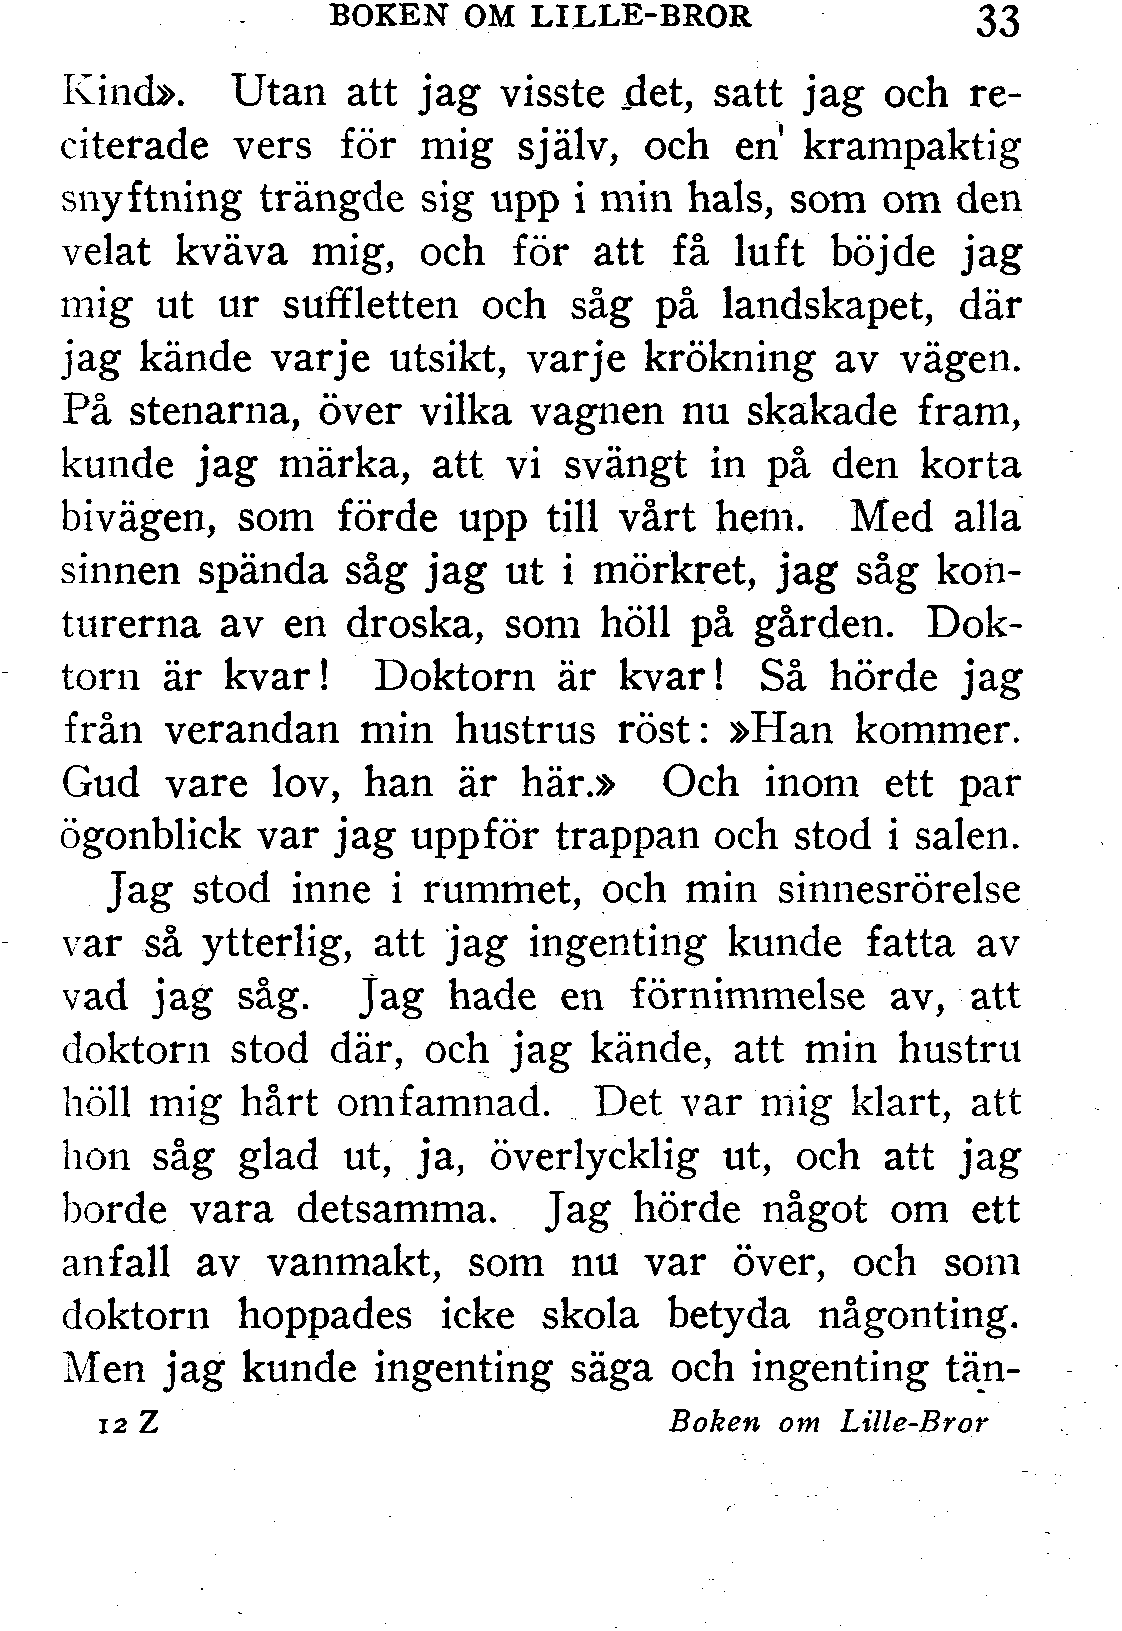 BOKEN OM LILLE-BROR 33
Kind». Utan att jag visste det, satt jag och re-
citerade vers för mig själv, och en krampaktig
snyftning trängde sig upp i min hals, som om den
velat kväva mig, och för att få luft böjde jag
mig ut ur suffletten och såg på landskapet, där
jag kände varje utsikt, varje krökning av vägen.
På stenarna, över vilka vagnen nu skakade fram,
kunde jag märka, att vi svängt in på den korta
bivägen, som förde upp till vårt hem. Med alla
sinnen spända såg jag ut i mörkret, jag såg kon-
turerna av en droska, som höll på gården. Dok-
torn är kvar! Doktorn är kvar! Så hörde jag
från verandan min hustrus röst: »Han kommer.
Gud vare lov, han är här.» Och inom ett par
ögonblick var jag uppför trappan och stod i salen.
Jag stod inne i rummet, och min sinnesrörelse
var så ytterlig, att jag ingenting kunde fatta av
vad jag såg. Jag hade en förnimmelse av, att
doktorn stod där, och jag kände, att min hustru
höll mig hårt omfamnad. Det var mig klart, att
hon såg glad ut, ja, överlycklig ut, och att jag
borde vara detsamma. Jag hörde något om ett
anfall av vanmakt, som nu var över, och som
doktorn hoppades icke skola betyda någonting.
Men jag kunde ingenting säga och ingenting tän-
12 Z Boken om Lille-Bror